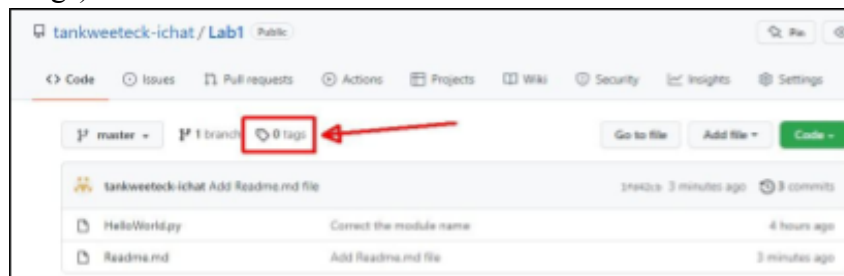 tankweeteck-ichat / Lab1 Public Pin
Code Issues Pull requests Actions Projects Wiki Security Insights Settings
master 1 branch 0 tags Go to file Add file Code
tankweeteck-ichat Add Readme.md file 3 minutes ago 3 commits
HelloWorld.py Correct the module name 4 hours ago
Readme.md Add Readme.md file 3 minutes ago